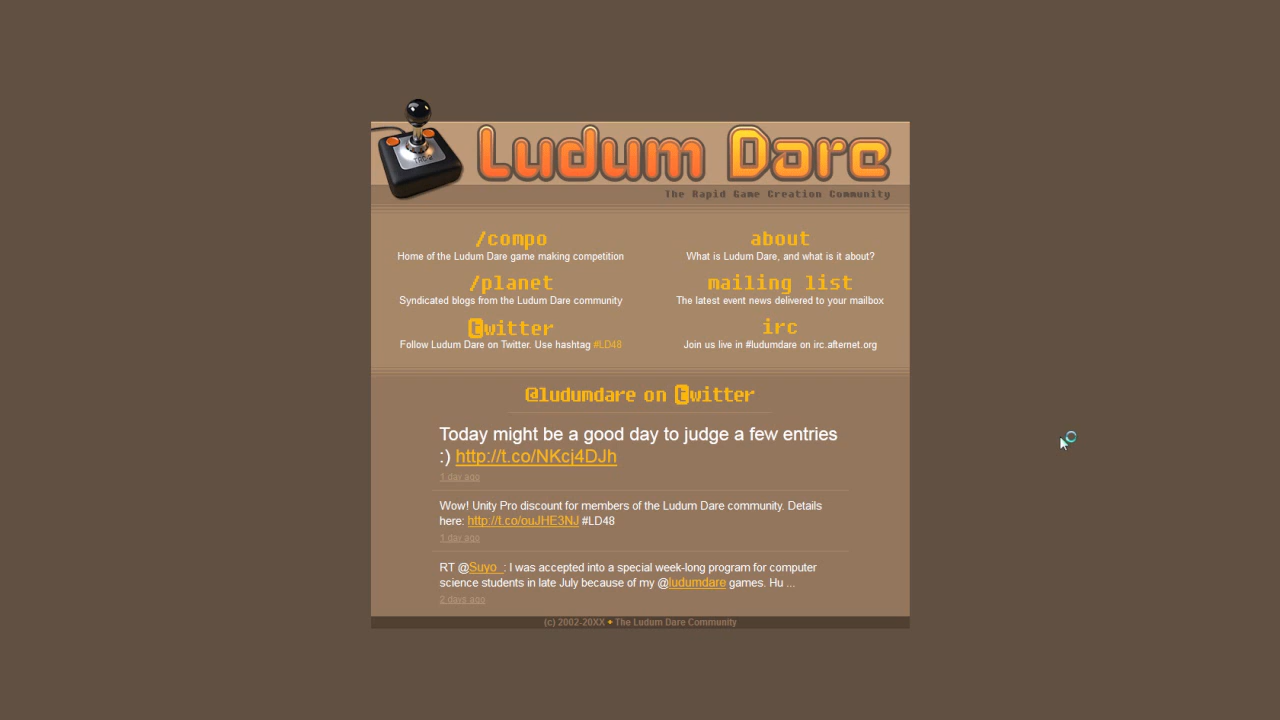 Ludum Dare
The Rapid Game Creation Community
/compo
Home of the Ludum Dare game making competition
about
What is Ludum Dare, and what is it about?
/planet
Syndicated blogs from the Ludum Dare community
mailing list
The latest event news delivered to your mailbox
twitter
Follow Ludum Dare on Twitter. Use hashtag #LD48
irc
Join us live in #ludumdare on irc.afternet.org
@ludumdare on twitter
Today might be a good day to judge a few entries
:) http://t.co/NKcj4DJh
1 day ago
Wow! Unity Pro discount for members of the Ludum Dare community. Details
here: http://t.co/ouJHE3NJ #LD48
1 day ago
RT @Suyo_: I was accepted into a special week-long program for computer
science students in late July because of my @ludumdare games. Hu ...
2 days ago
(c) 2002-20XX ✦ The Ludum Dare Community